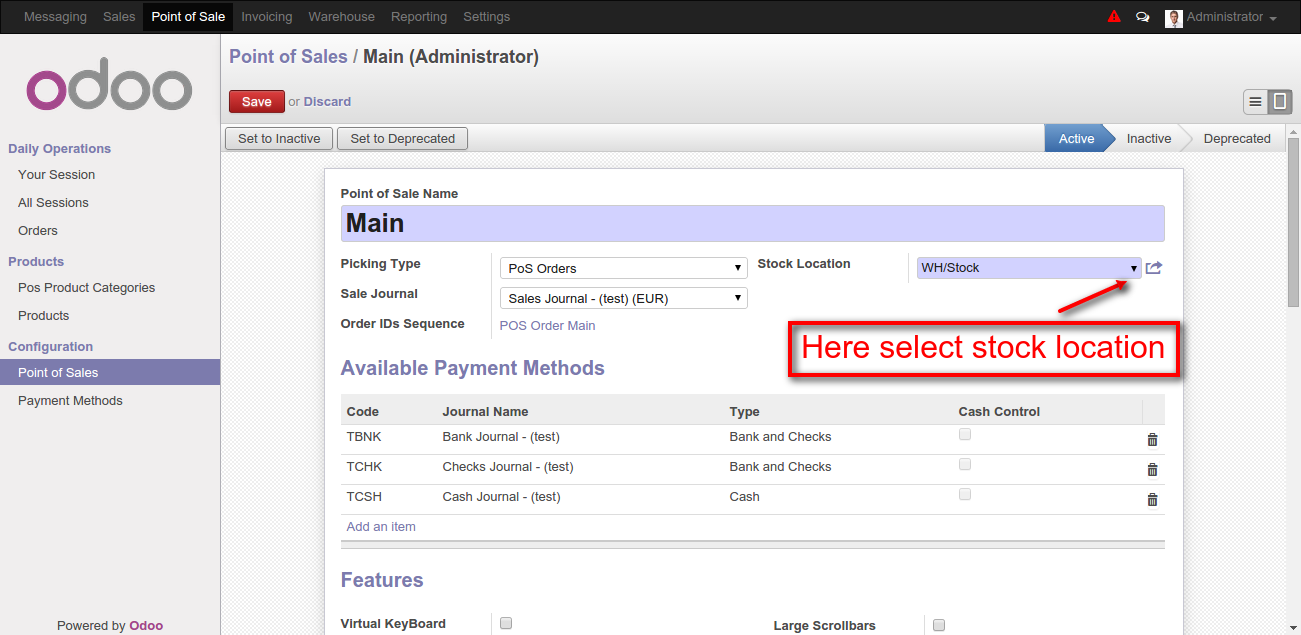 Messaging Sales Point of Sale Invoicing Warehouse Reporting Settings Administrator
odoo
Daily Operations
Your Session
All Sessions
Orders
Products
Pos Product Categories
Products
Configuration
Point of Sales
Payment Methods
Powered by Odoo
Point of Sales / Main (Administrator)
Save or Discard
Set to Inactive Set to Deprecated Active Inactive Deprecated
Point of Sale Name
Main
Picking Type PoS Orders Stock Location WH/Stock
Sale Journal Sales Journal - (test) (EUR)
Order IDs Sequence POS Order Main
Here select stock location
Available Payment Methods
Code Journal Name Type Cash Control
TBNK Bank Journal - (test) Bank and Checks
TCHK Checks Journal - (test) Bank and Checks
TCSH Cash Journal - (test) Cash
Add an item
Features
Virtual KeyBoard Large Scrollbars